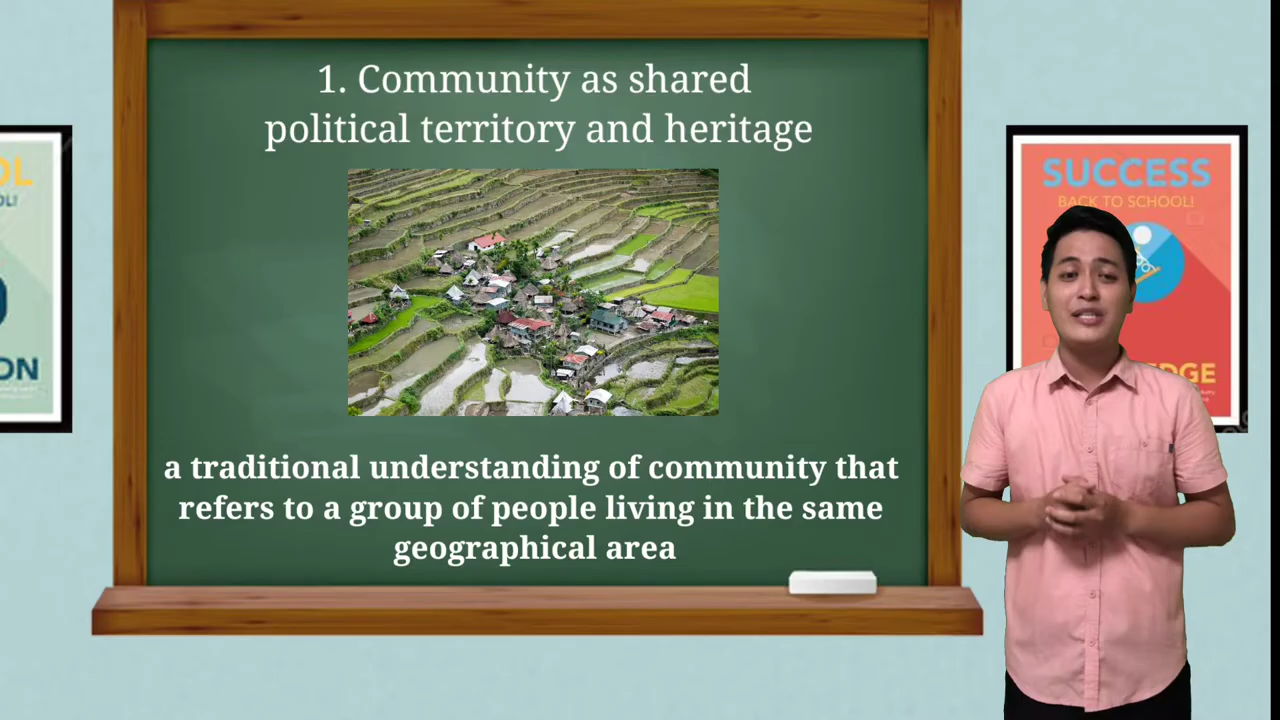 1. Community as shared
political territory and heritage
a traditional understanding of community that
refers to a group of people living in the same
geographical area
OL
OL!
ON
SUCCESS
BACK TO SCHOOL!
EDGE